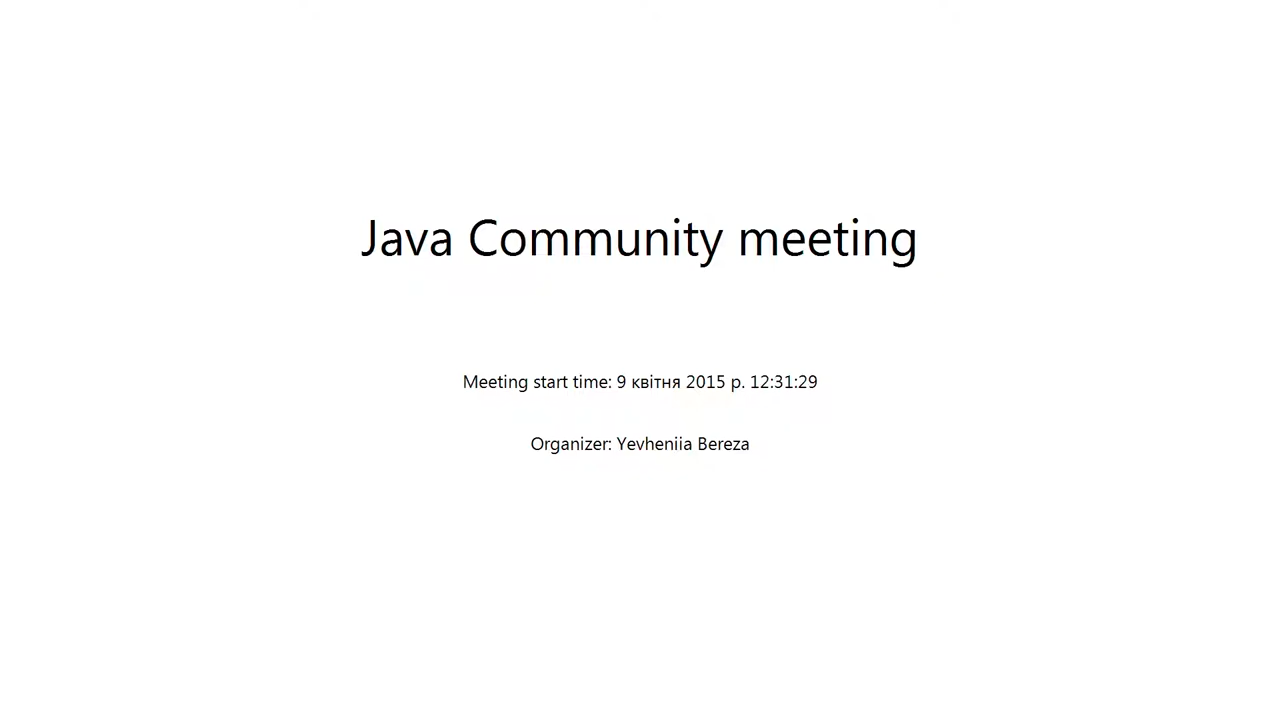 Java Community meeting
Meeting start time: 9 квітня 2015 р. 12:31:29
Organizer: Yevheniia Bereza